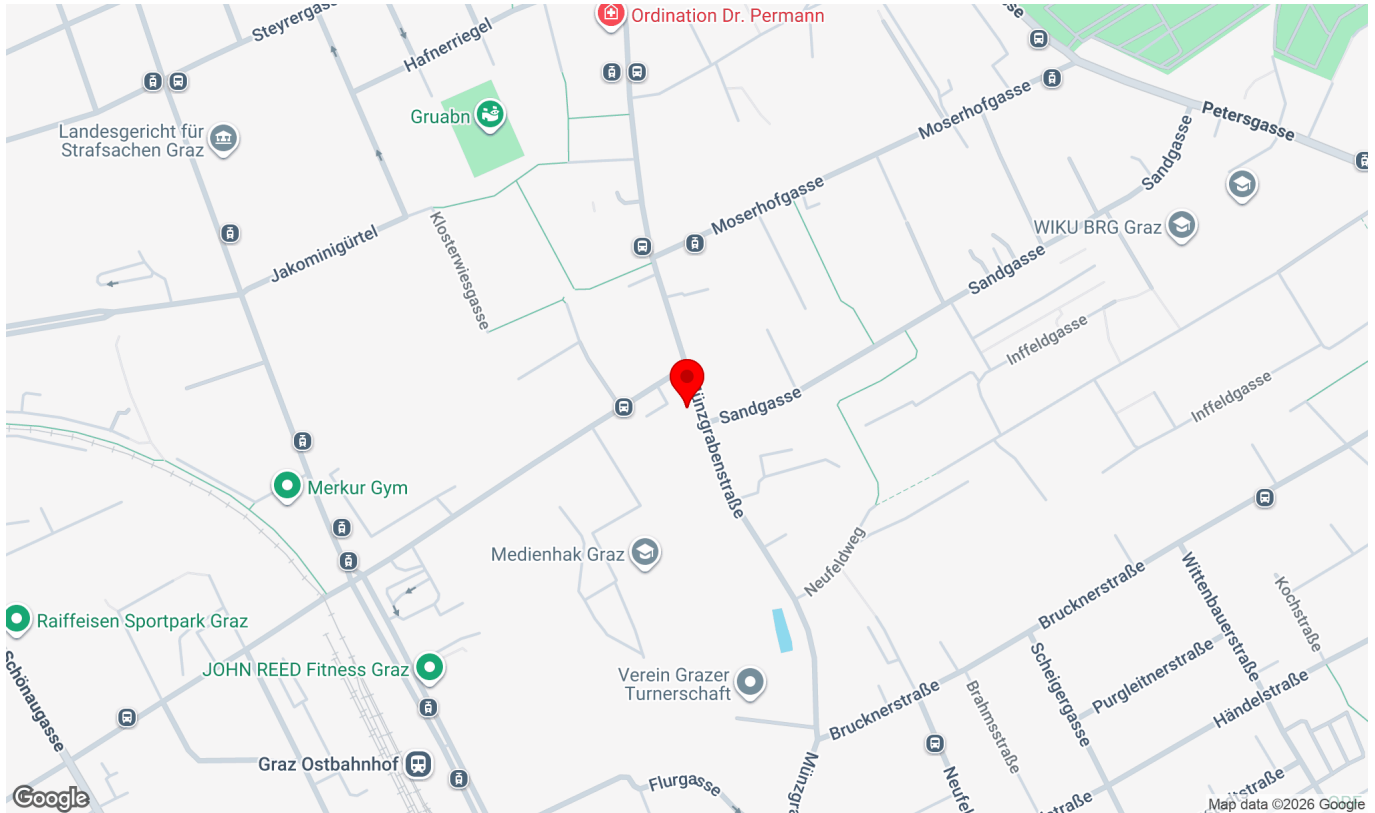 Ordination Dr. Permann
Steyrergasse
Hafnerriegel
Gruabn
Landesgericht für
Strafsachen Graz
Moserhofgasse
Petersgasse
Sandgasse
Moserhofgasse
WIKU BRG Graz
Klosterwiesgasse
Jakominigürtel
Sandgasse
Inffeldgasse
Inffeldgasse
Sandgasse
Münzgrabenstraße
Merkur Gym
Medienhak Graz
Neufeldweg
Brucknerstraße
Wittenbauerstraße
Kochstraße
Raiffeisen Sportpark Graz
Schönaugasse
JOHN REED Fitness Graz
Verein Grazer
Turnerschaft
Scheigergasse
Purgleitnerstraße
Händelstraße
Brucknerstraße
Brahmsstraße
Graz Ostbahnhof
Flurgasse
Münzgra
Neufel
Google
Map data ©2026 Google